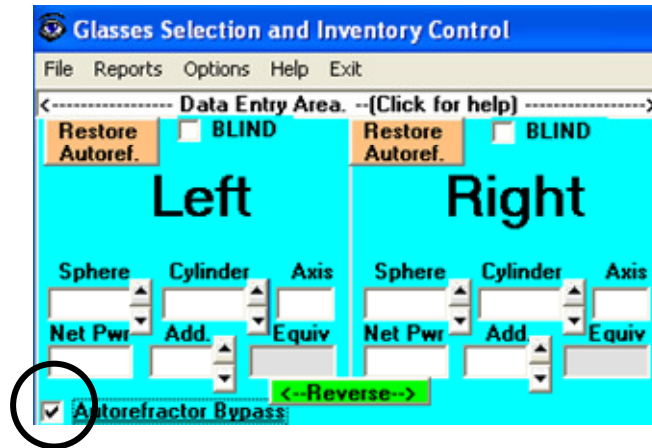 Glasses Selection and Inventory Control
File Reports Options Help Exit
<---------------- Data Entry Area. --(Click for help) ---------------->
Restore Autoref. BLIND Restore Autoref. BLIND
Left Right
Sphere Cylinder Axis Sphere Cylinder Axis
Net Pwr Add. Equiv Net Pwr Add. Equiv
<--Reverse-->
Autorefractor Bypass